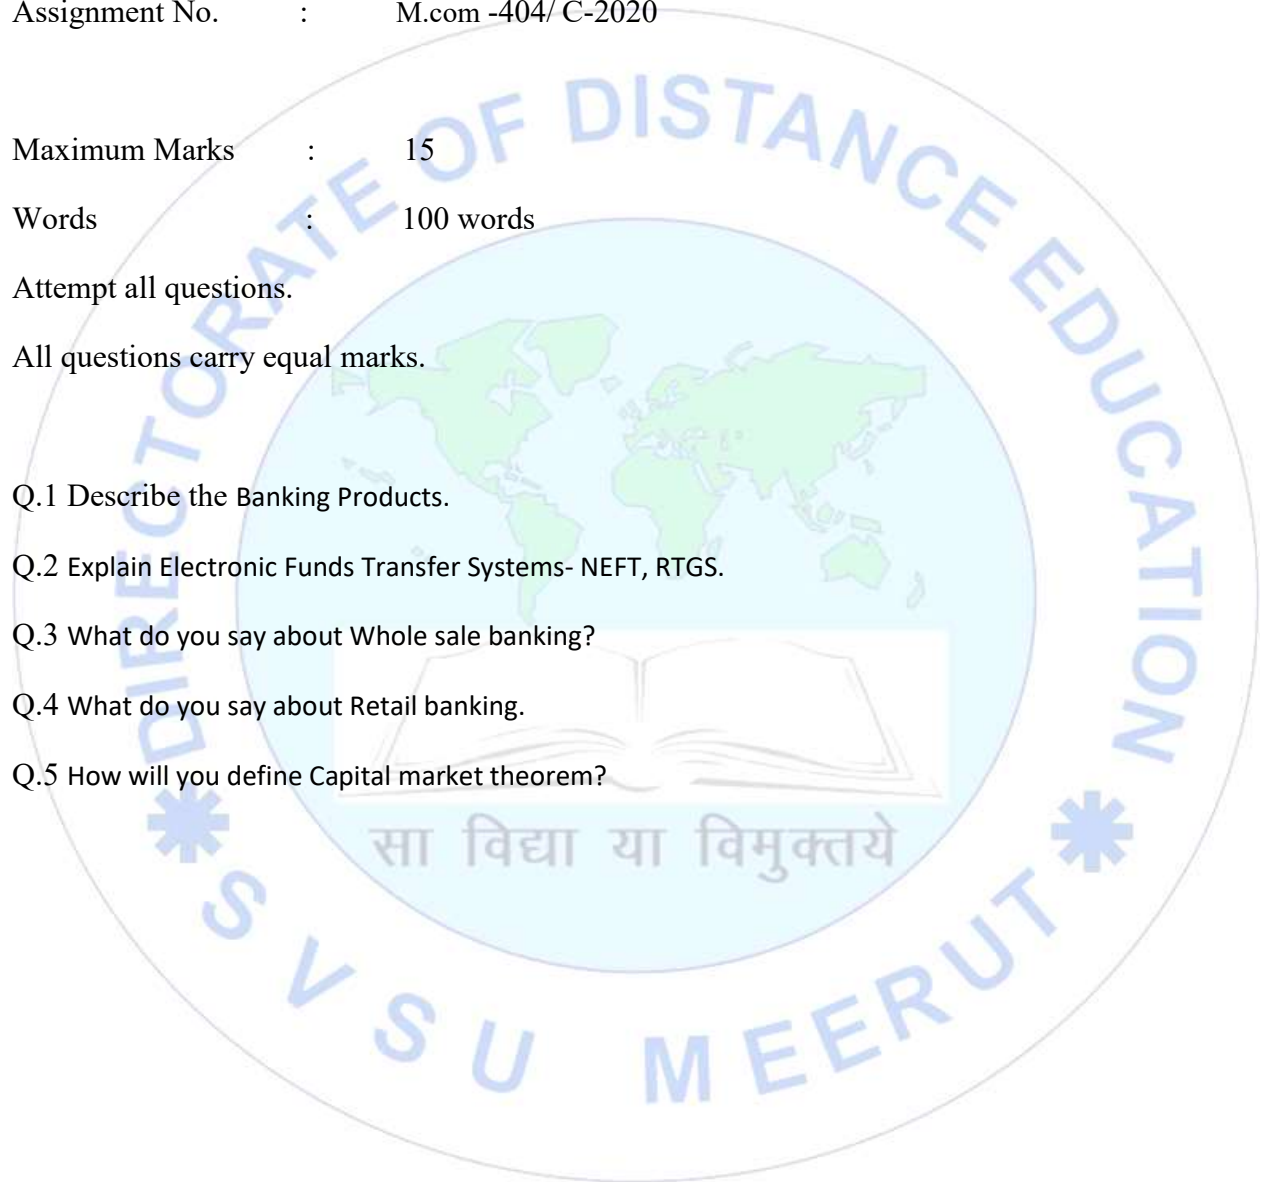 Assignment No. : M.com -404/ C-2020
Maximum Marks : 15
Words : 100 words
Attempt all questions.
All questions carry equal marks.
Q.1 Describe the Banking Products.
Q.2 Explain Electronic Funds Transfer Systems- NEFT, RTGS.
Q.3 What do you say about Whole sale banking?
Q.4 What do you say about Retail banking.
Q.5 How will you define Capital market theorem?
DIRECTORATE OF DISTANCE EDUCATION
सा विद्या या विमुक्तये
S V S U MEERUT